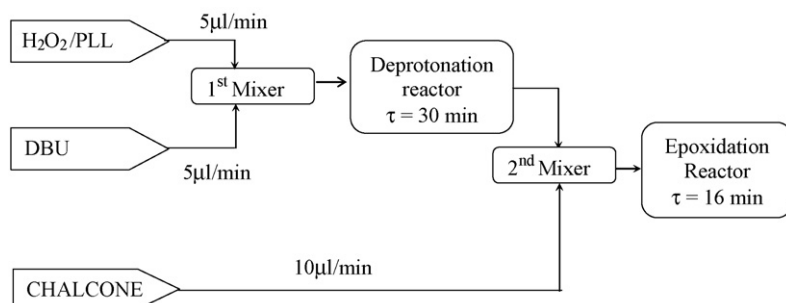 H₂O₂/PLL
5µl/min
1ˢᵗ Mixer
DBU
5µl/min
Deprotonation
reactor
τ = 30 min
2ⁿᵈ Mixer
Epoxidation
Reactor
τ = 16 min
CHALCONE
10µl/min